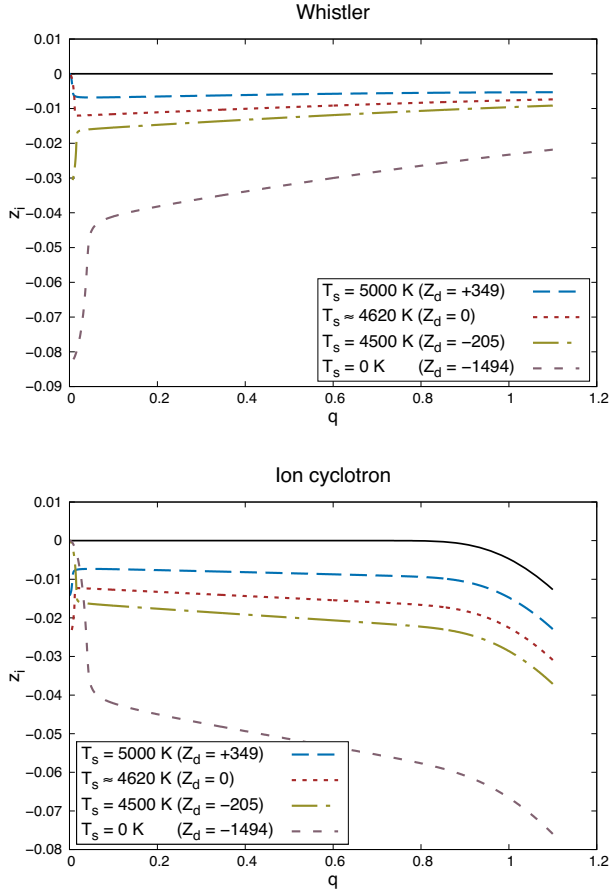 Whistler
0.01
0
-0.01
-0.02
-0.03
-0.04
-0.05
-0.06
-0.07
-0.08
-0.09
z_i
T_s = 5000 K (Z_d = +349)
T_s ≈ 4620 K (Z_d = 0)
T_s = 4500 K (Z_d = −205)
T_s = 0 K (Z_d = −1494)
0 0.2 0.4 0.6 0.8 1 1.2
q
Ion cyclotron
0.01
0
-0.01
-0.02
-0.03
-0.04
-0.05
-0.06
-0.07
-0.08
z_i
T_s = 5000 K (Z_d = +349)
T_s ≈ 4620 K (Z_d = 0)
T_s = 4500 K (Z_d = −205)
T_s = 0 K (Z_d = −1494)
0 0.2 0.4 0.6 0.8 1 1.2
q